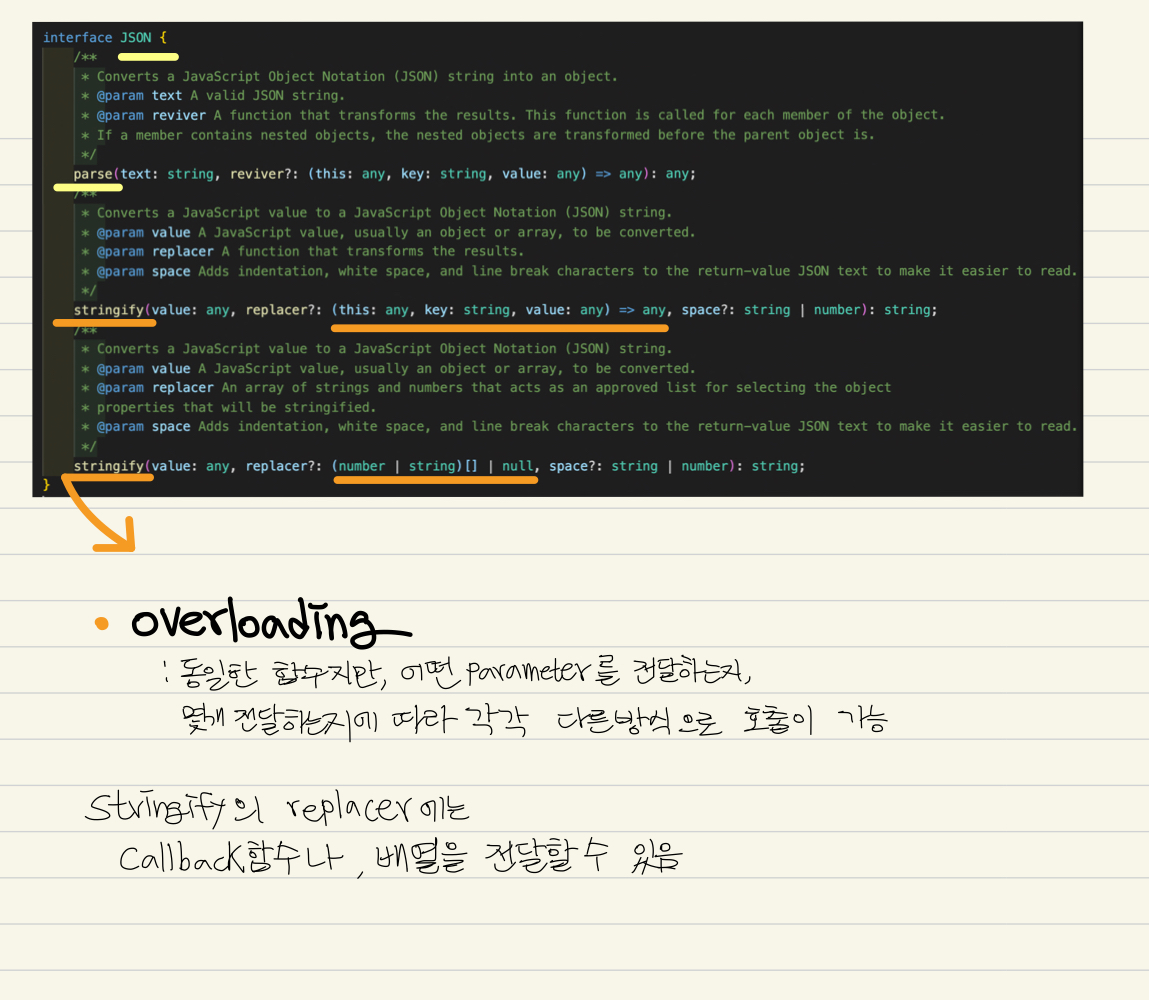 interface JSON {
/**
* Converts a JavaScript Object Notation (JSON) string into an object.
* @param text A valid JSON string.
* @param reviver A function that transforms the results. This function is called for each member of the object.
* If a member contains nested objects, the nested objects are transformed before the parent object is.
*/
parse(text: string, reviver?: (this: any, key: string, value: any) => any): any;
/**
* Converts a JavaScript value to a JavaScript Object Notation (JSON) string.
* @param value A JavaScript value, usually an object or array, to be converted.
* @param replacer A function that transforms the results.
* @param space Adds indentation, white space, and line break characters to the return-value JSON text to make it easier to read.
*/
stringify(value: any, replacer?: (this: any, key: string, value: any) => any, space?: string | number): string;
/**
* Converts a JavaScript value to a JavaScript Object Notation (JSON) string.
* @param value A JavaScript value, usually an object or array, to be converted.
* @param replacer An array of strings and numbers that acts as an approved list for selecting the object
* properties that will be stringified.
* @param space Adds indentation, white space, and line break characters to the return-value JSON text to make it easier to read.
*/
stringify(value: any, replacer?: (number | string)[] | null, space?: string | number): string;
}
• overloading
: 동일한 함수지만, 어떤 parameter를 전달하는지,
몇개 전달하는지에 따라 각각 다른방식으로 호출이 가능
Stringify의 replacer에는
Callback함수나, 배열을 전달할 수 있음